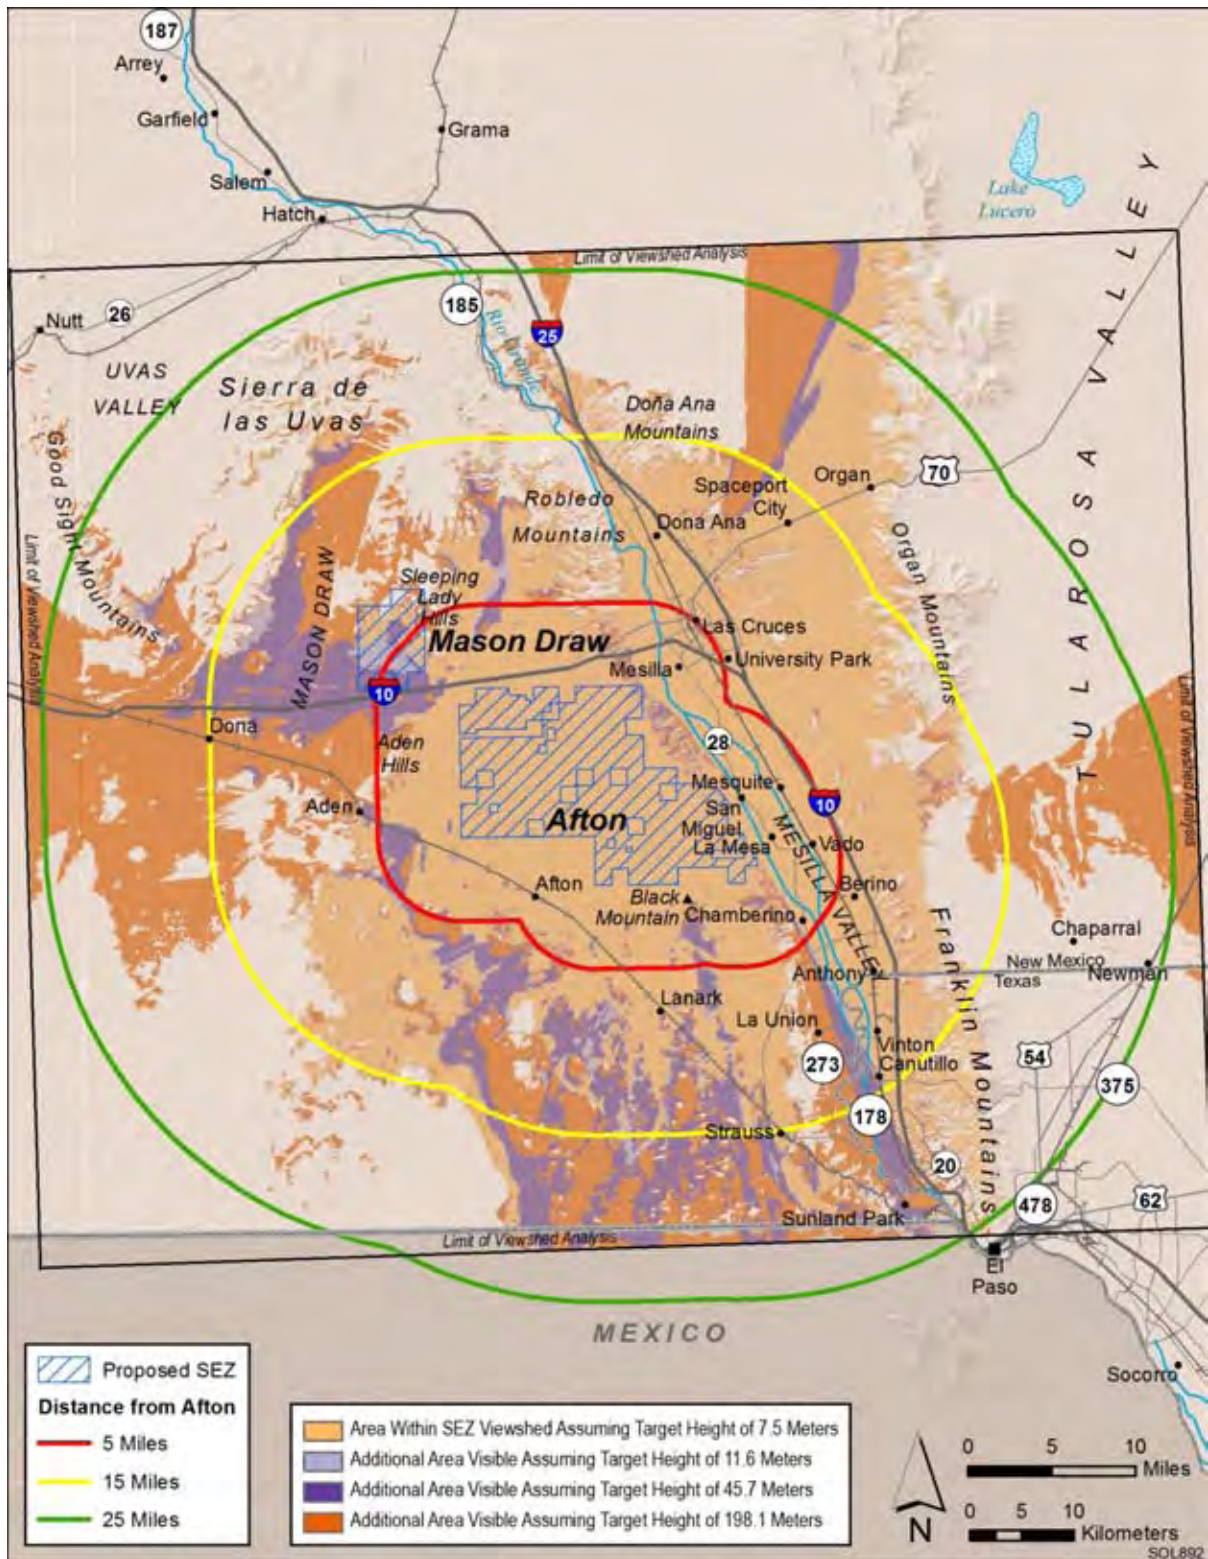 187
Arrey
Garfield
Grama
Salem
Hatch
Lake
Lucero
Limit of Viewshed Analysis
185
26
Nutt
25
Rio Grande
UVAS
VALLEY
Sierra de
las Uvas
Doña Ana
Mountains
TULAROSA VALLEY
Good Sight Mountains
Organ
70
Spaceport
City
Robledo
Mountains
Dona Ana
Organ Mountains
Limit of Viewshed Analysis
MASON DRAW
Sleeping
Lady
Hills
Mason Draw
Las Cruces
University Park
Mesilla
10
Limit of Viewshed Analysis
Dona
Aden
Hills
28
Mesquite
10
Aden
Afton
San
Miguel
La Mesa
Vado
MESILLA VALLEY
Afton
Black
Mountain
Berino
Chamberino
Franklin Mountains
Chaparral
New Mexico
Texas
Newman
Anthony
Lanark
La Union
Vinton
Canutillo
273
54
375
178
Strauss
20
478
62
Sunland Park
Limit of Viewshed Analysis
El
Paso
MEXICO
Socorro
Proposed SEZ
Distance from Afton
5 Miles
15 Miles
25 Miles
Area Within SEZ Viewshed Assuming Target Height of 7.5 Meters
Additional Area Visible Assuming Target Height of 11.6 Meters
Additional Area Visible Assuming Target Height of 45.7 Meters
Additional Area Visible Assuming Target Height of 198.1 Meters
N
0 5 10
Miles
0 5 10
Kilometers
SOL892